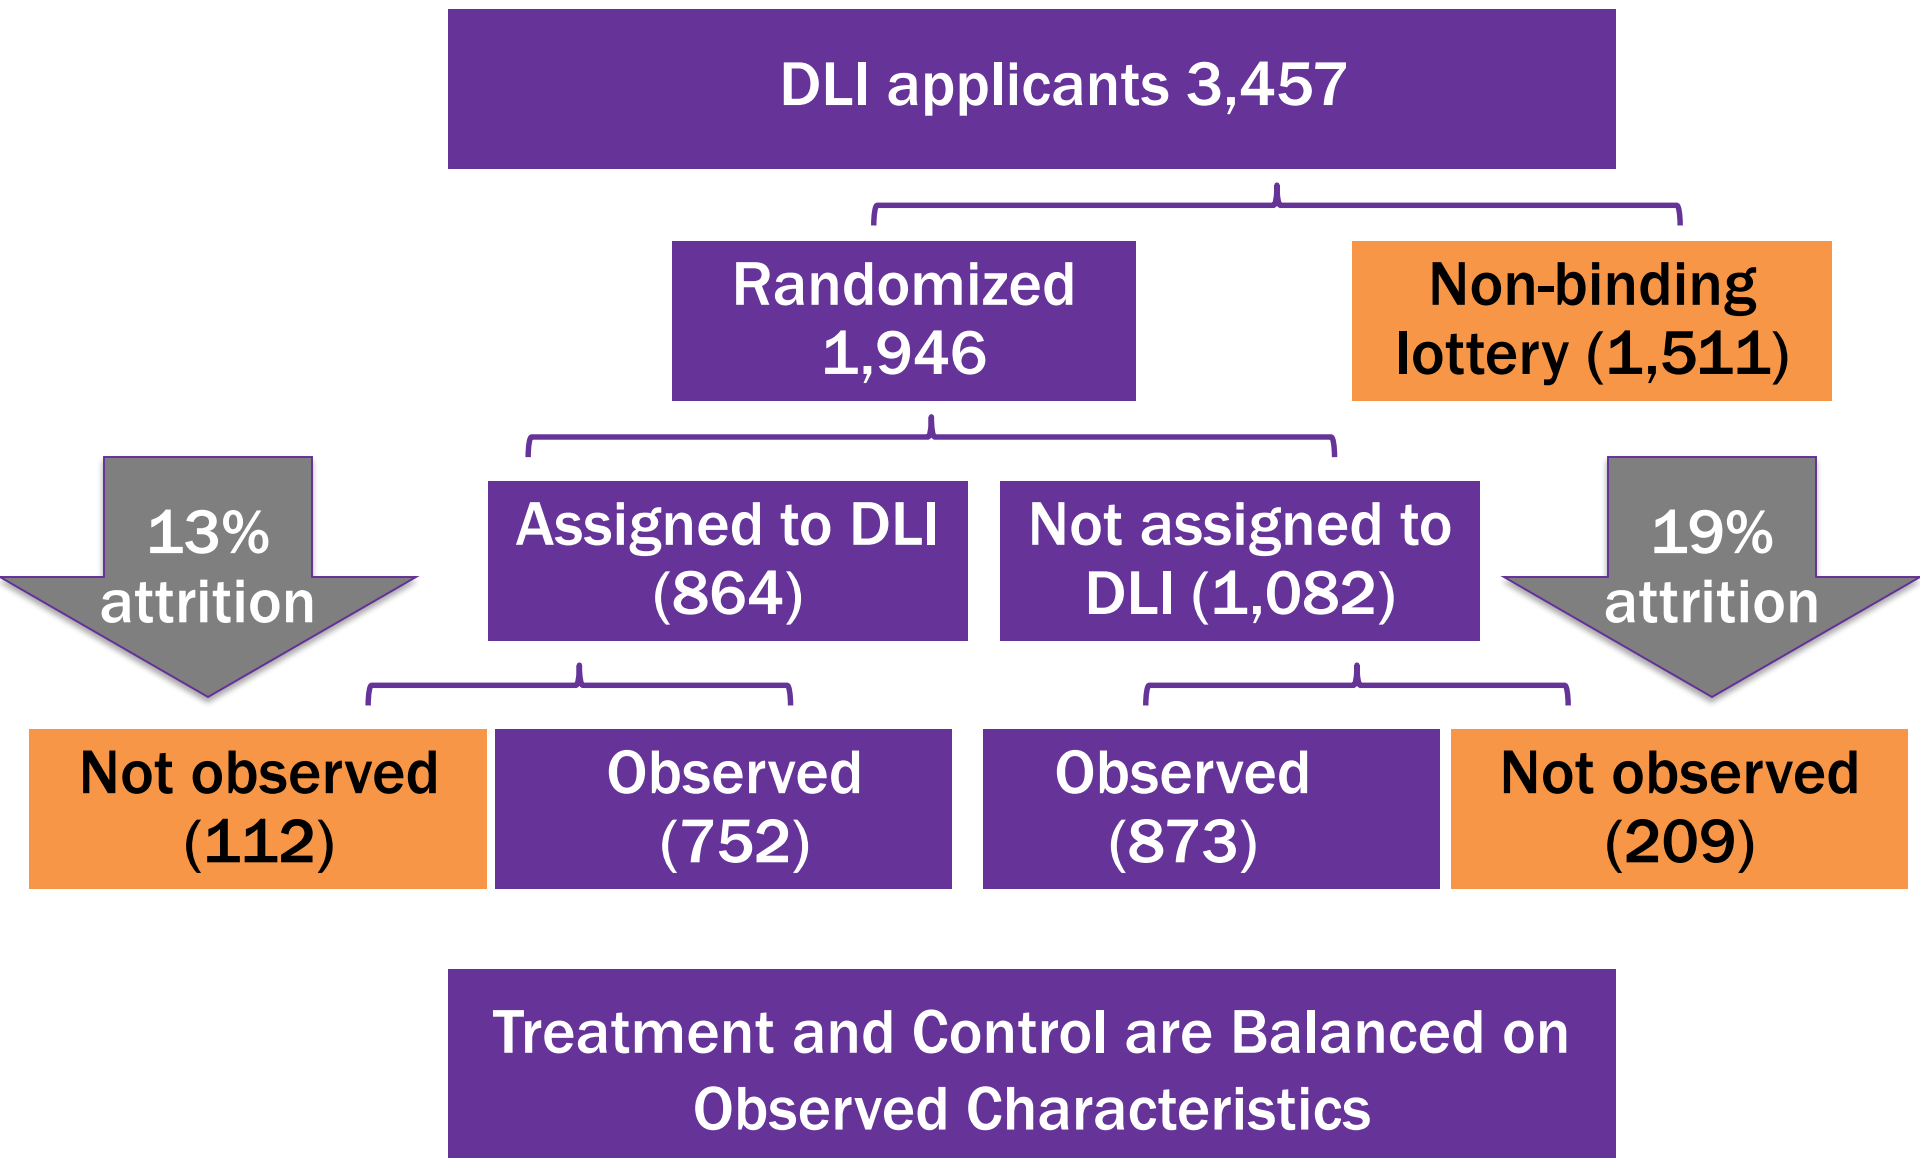 DLI applicants 3,457
Randomized
1,946
Non-binding
lottery (1,511)
13%
attrition
Assigned to DLI
(864)
Not assigned to
DLI (1,082)
19%
attrition
Not observed
(112)
Observed
(752)
Observed
(873)
Not observed
(209)
Treatment and Control are Balanced on
Observed Characteristics